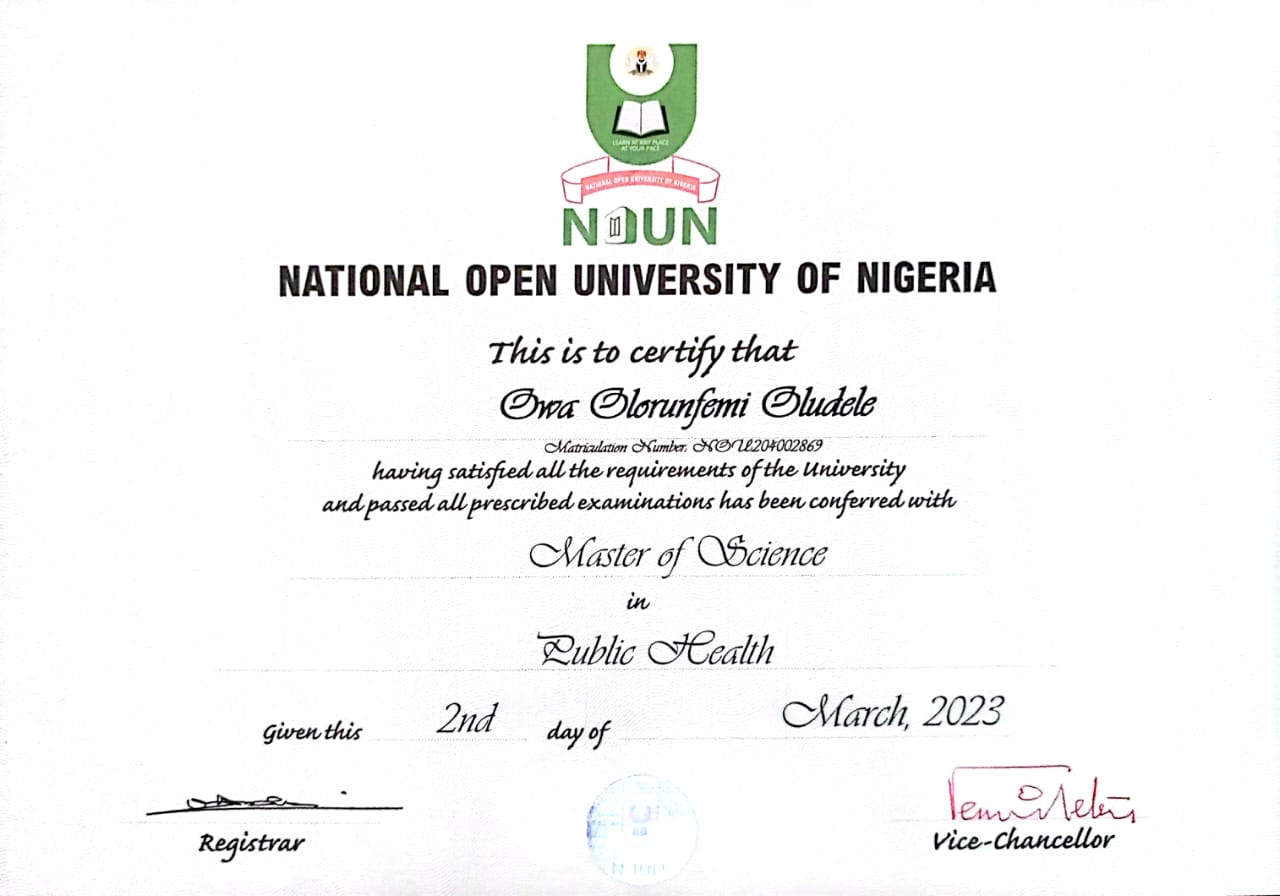 LEARN AT ANY PLACE
AT YOUR PACE
NATIONAL OPEN UNIVERSITY OF NIGERIA
NOUN
NATIONAL OPEN UNIVERSITY OF NIGERIA
This is to certify that
Owa Olorunfemi Oludele
Matriculation Number: NOU204002869
having satisfied all the requirements of the University
and passed all prescribed examinations has been conferred with
Master of Science
in
Public Health
Given this 2nd day of March, 2023
Registrar Vice-Chancellor
NOUN